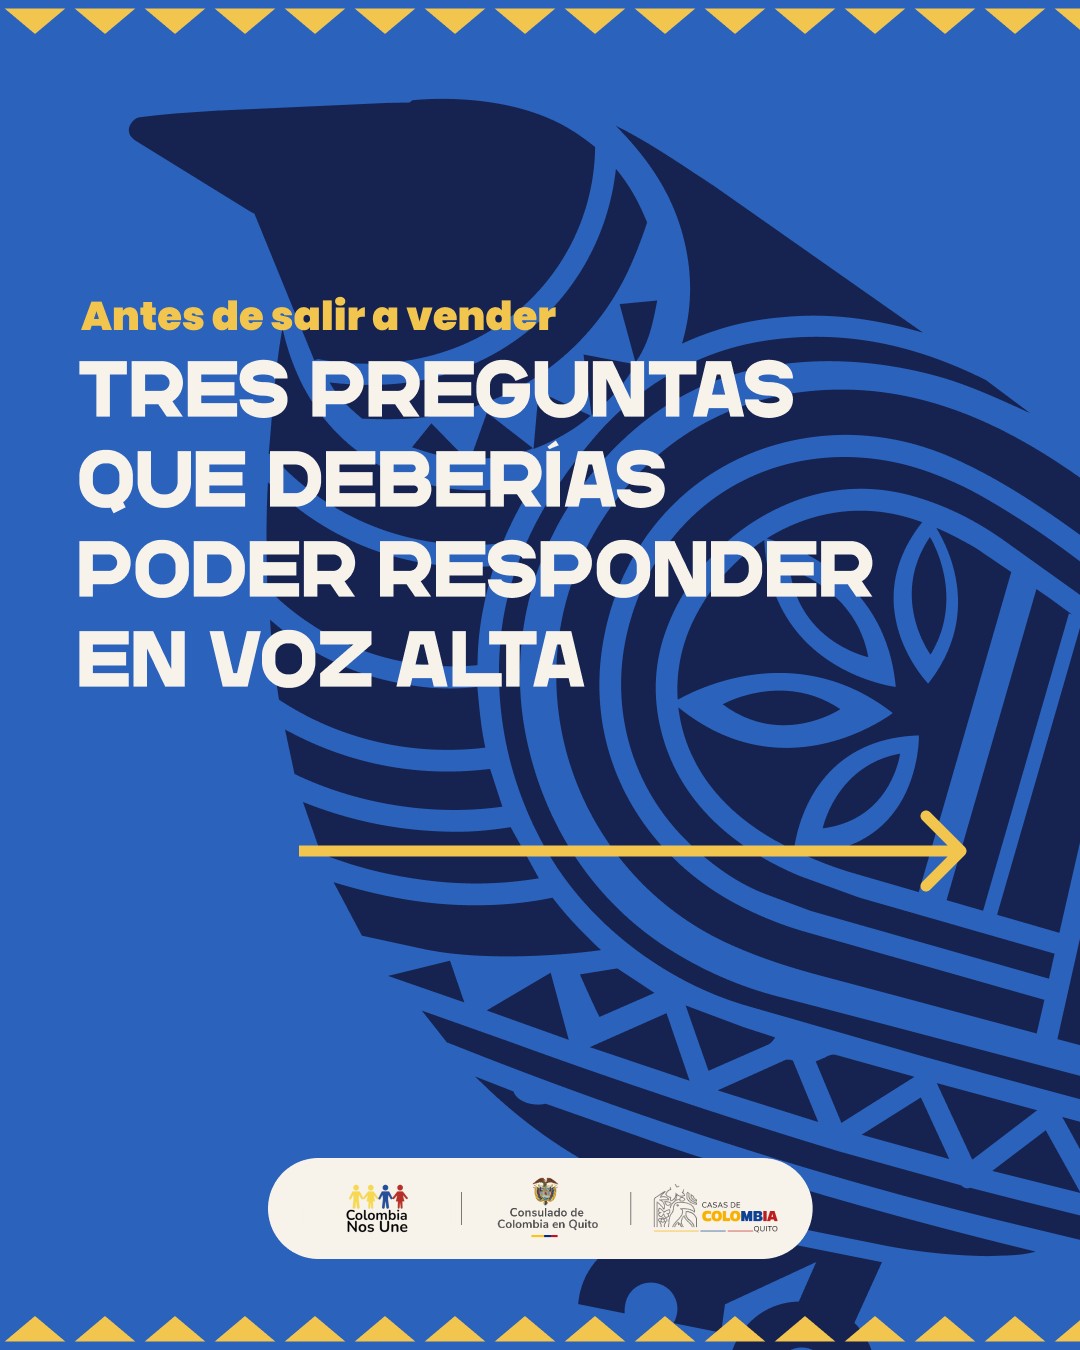 Antes de salir a vender
TRES PREGUNTAS
QUE DEBERÍAS
PODER RESPONDER
EN VOZ ALTA
Colombia
Nos Une
Consulado de
Colombia en Quito
CASAS DE
COLOMBIA
QUITO